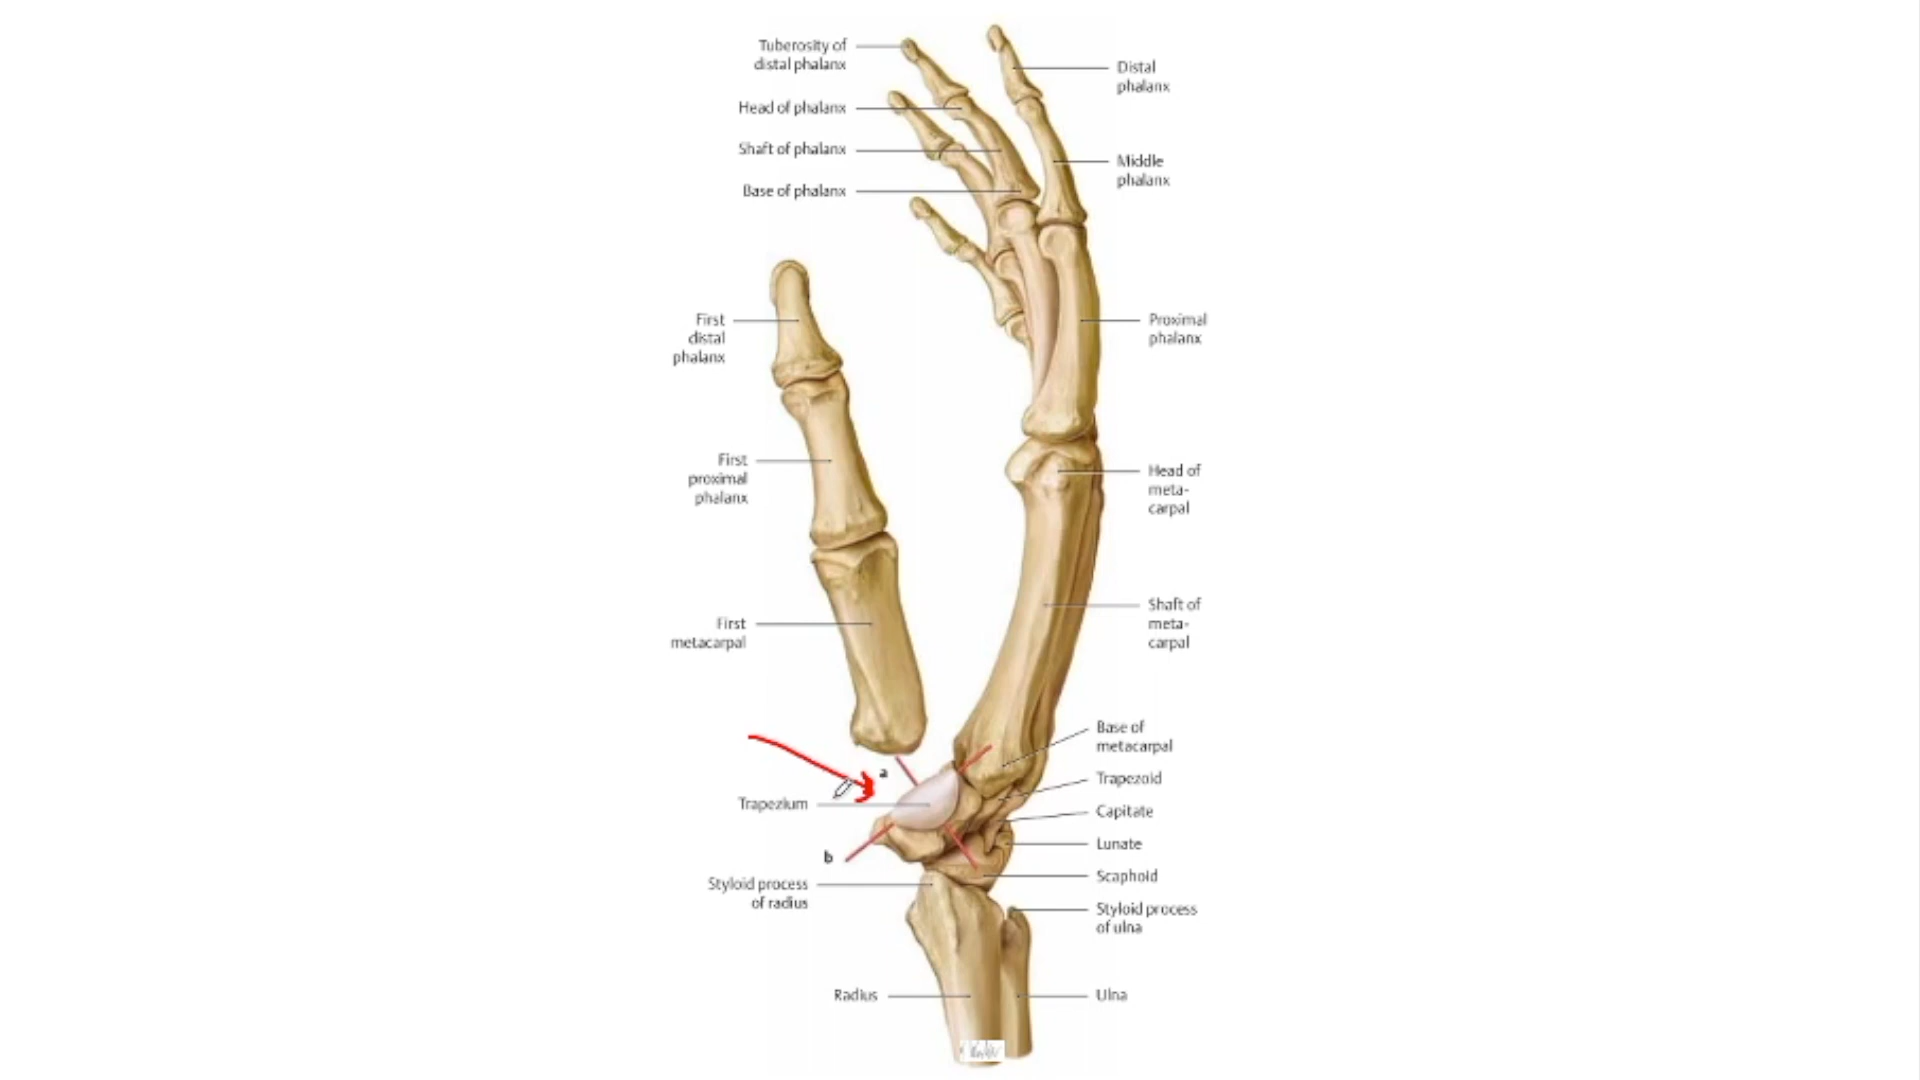 Tuberosity of
distal phalanx
Head of phalanx
Shaft of phalanx
Base of phalanx
Distal
phalanx
Middle
phalanx
First
distal
phalanx
Proximal
phalanx
First
proximal
phalanx
Head of
meta-
carpal
First
metacarpal
Shaft of
meta-
carpal
Base of
metacarpal
a
Trapezium
b
Trapezoid
Capitate
Lunate
Scaphoid
Styloid process
of radius
Styloid process
of ulna
Radius
Ulna